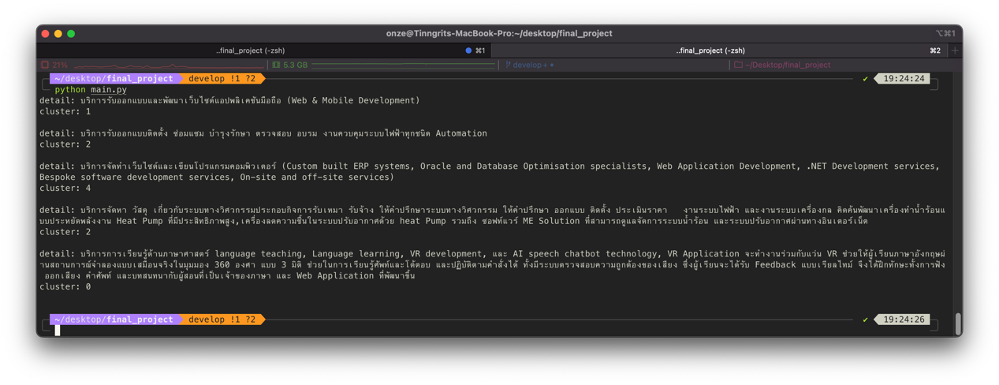 onze@Tinngrits-MacBook-Pro:~/desktop/final_project
⌥⌘1
..final_project (-zsh)
⌘1
..final_project (-zsh)
⌘2
21%
5.3 GB
develop+ •
~/Desktop/final_project
~/desktop/final_project develop !1 ?2 ✔ 19:24:24
python main.py
detail: บริการรับออกแบบและพัฒนาเว็บไซต์แอปพลิเคชันมือถือ (Web & Mobile Development)
cluster: 1
detail: บริการรับออกแบบติดตั้ง ซ่อมแซม บำรุงรักษา ตรวจสอบ อบรม งานควบคุมระบบไฟฟ้าทุกชนิด Automation
cluster: 2
detail: บริการจัดทำเว็บไซต์และเขียนโปรแกรมคอมพิวเตอร์ (Custom built ERP systems, Oracle and Database Optimisation specialists, Web Application Development, .NET Development services,
Bespoke software development services, On-site and off-site services)
cluster: 4
detail: บริการจัดหา วัสดุ เกี่ยวกับระบบทางวิศวกรรมประกอบกิจการรับเหมา รับจ้าง ให้คำปรึกษาระบบทางวิศวกรรม ให้คำปรึกษา ออกแบบ ติดตั้ง ประเมินราคา งานระบบไฟฟ้า และงานระบบเครื่องกล คิดค้นพัฒนาเครื่องทำน้ำร้อนแ
บบประหยัดพลังงาน Heat Pump ที่มีประสิทธิภาพสูง,เครื่องลดความชื้นในระบบปรับอากาศด้วย heat Pump รวมถึง ซอฟท์แวร์ ME Solution ที่สามารถดูแลจัดการระบบน้ำร้อน และระบบปรับอากาศผ่านทางอินเตอร์เน็ต
cluster: 2
detail: บริการการเรียนรู้ด้านภาษาศาสตร์ language teaching, Language learning, VR development, และ AI speech chatbot technology, VR Application จะทำงานร่วมกับแว่น VR ช่วยให้ผู้เรียนภาษาอังกฤษผ่
านสถานการณ์จำลองแบบเสมือนจริงในมุมมอง 360 องศา แบบ 3 มิติ ช่วยในการเรียนรู้ศัพท์และโต้ตอบ และปฏิบัติตามคำสั่งได้ ทั้งมีระบบตรวจสอบความถูกต้องของเสียง ซึ่งผู้เรียนจะได้รับ Feedback แบบเรียลไทม์ จึงได้ฝึกทักษะทั้งการฟัง
ออกเสียง คำศัพท์ และบทสนทนากับผู้สอนที่เป็นเจ้าของภาษา และ Web Application ที่พัฒนาขึ้น
cluster: 0
~/desktop/final_project develop !1 ?2 ✔ 19:24:26